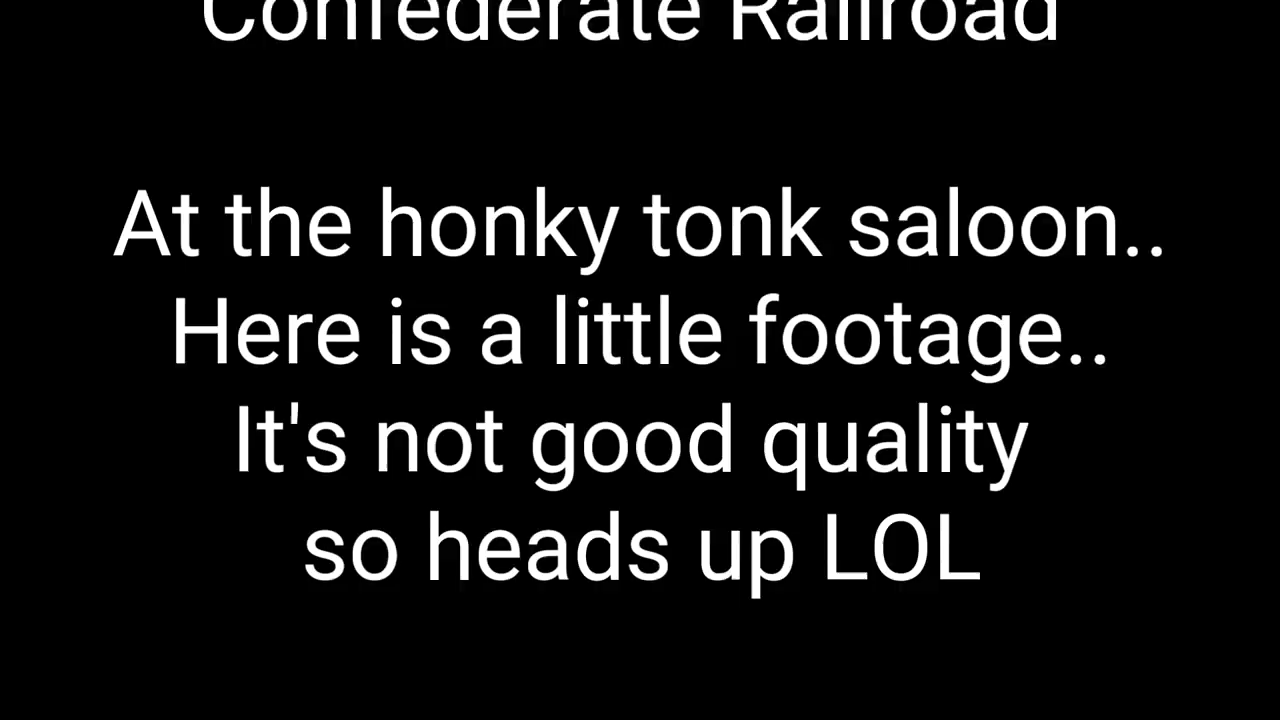 Confederate Railroad
At the honky tonk saloon..
Here is a little footage..
It's not good quality
so heads up LOL